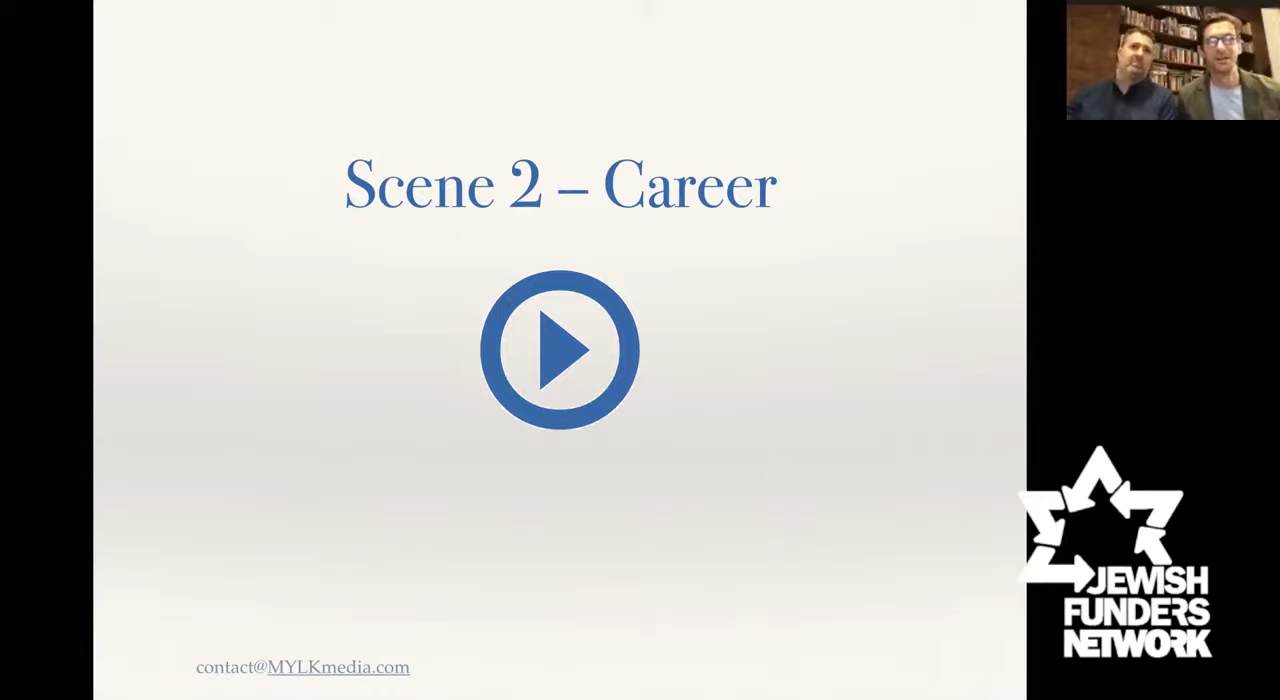 Scene 2 – Career
contact@MYLKmedia.com
JEWISH
FUNDERS
NETWORK